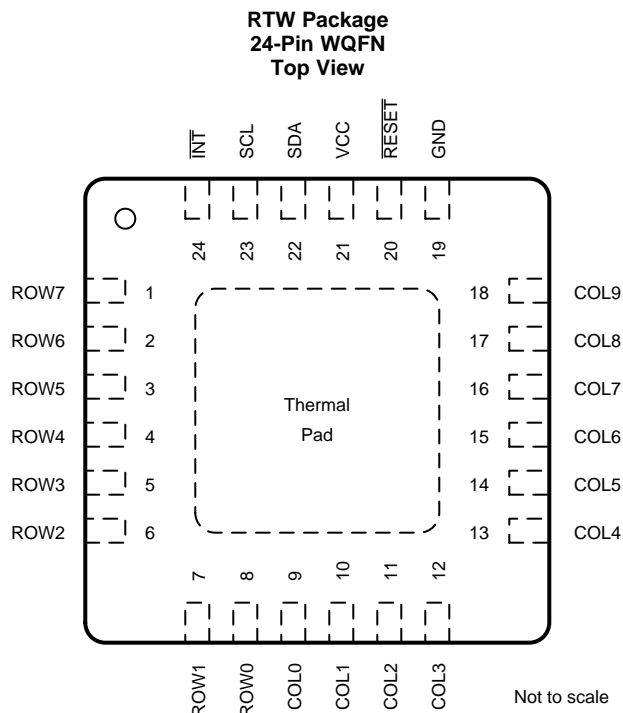 RTW Package
24-Pin WQFN
Top View
INT
SCL
SDA
VCC
RESET
GND
24
23
22
21
20
19
ROW7 1
ROW6 2
ROW5 3
ROW4 4
ROW3 5
ROW2 6
Thermal
Pad
18 COL9
17 COL8
16 COL7
15 COL6
14 COL5
13 COL4
7
8
9
10
11
12
ROW1
ROW0
COL0
COL1
COL2
COL3
Not to scale